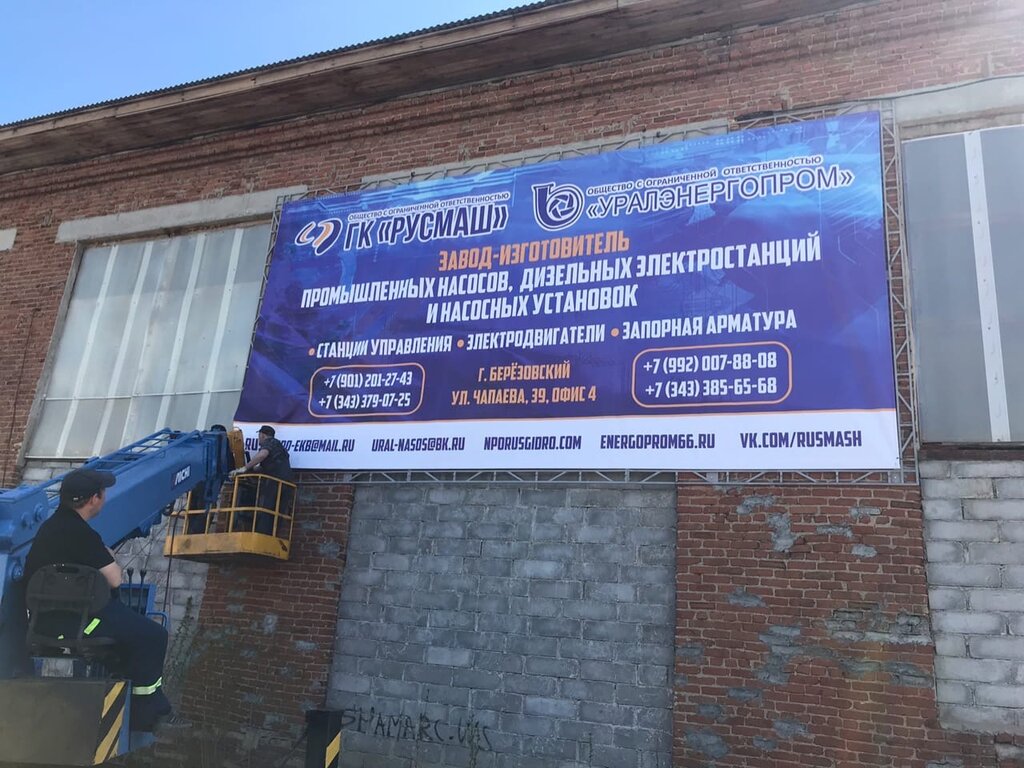 ОБЩЕСТВО С ОГРАНИЧЕННОЙ ОТВЕТСТВЕННОСТЬЮ
ГК «РУСМАШ»
ОБЩЕСТВО С ОГРАНИЧЕННОЙ ОТВЕТСТВЕННОСТЬЮ
«УРАЛЭНЕРГОПРОМ»
ЗАВОД-ИЗГОТОВИТЕЛЬ
ПРОМЫШЛЕННЫХ НАСОСОВ, ДИЗЕЛЬНЫХ ЭЛЕКТРОСТАНЦИЙ
И НАСОСНЫХ УСТАНОВОК
•СТАНЦИИ УПРАВЛЕНИЯ •ЭЛЕКТРОДВИГАТЕЛИ •ЗАПОРНАЯ АРМАТУРА
+7 (901) 201-27-43
+7 (343) 379-07-25
Г. БЕРЁЗОВСКИЙ
УЛ. ЧАПАЕВА, 39, ОФИС 4
+7 (992) 007-88-08
+7 (343) 385-65-68
URAL-NASOS@BK.RU NPORUSGIDRO.COM ENERGOPROM66.RU VK.COM/RUSMASH